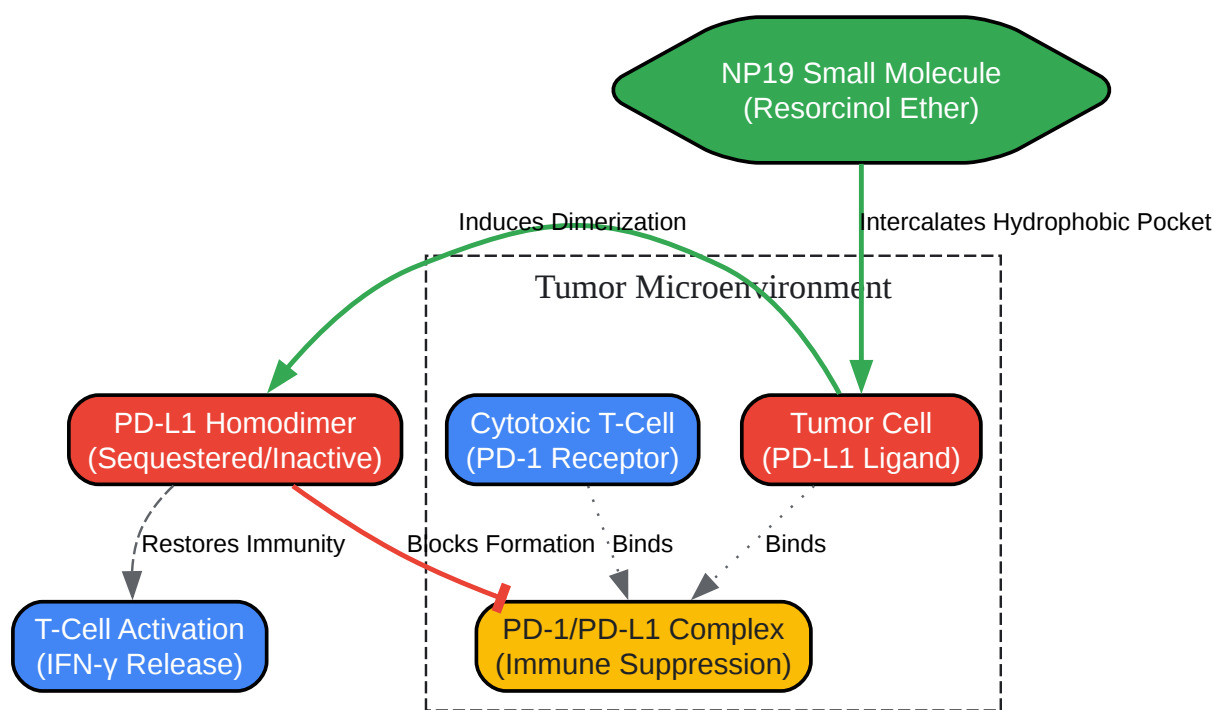 NP19 Small Molecule
(Resorcinol Ether)
Induces Dimerization
Intercalates Hydrophobic Pocket
Tumor Microenvironment
PD-L1 Homodimer
(Sequestered/Inactive)
Cytotoxic T-Cell
(PD-1 Receptor)
Tumor Cell
(PD-L1 Ligand)
Restores Immunity
Blocks Formation
Binds
Binds
T-Cell Activation
(IFN-γ Release)
PD-1/PD-L1 Complex
(Immune Suppression)